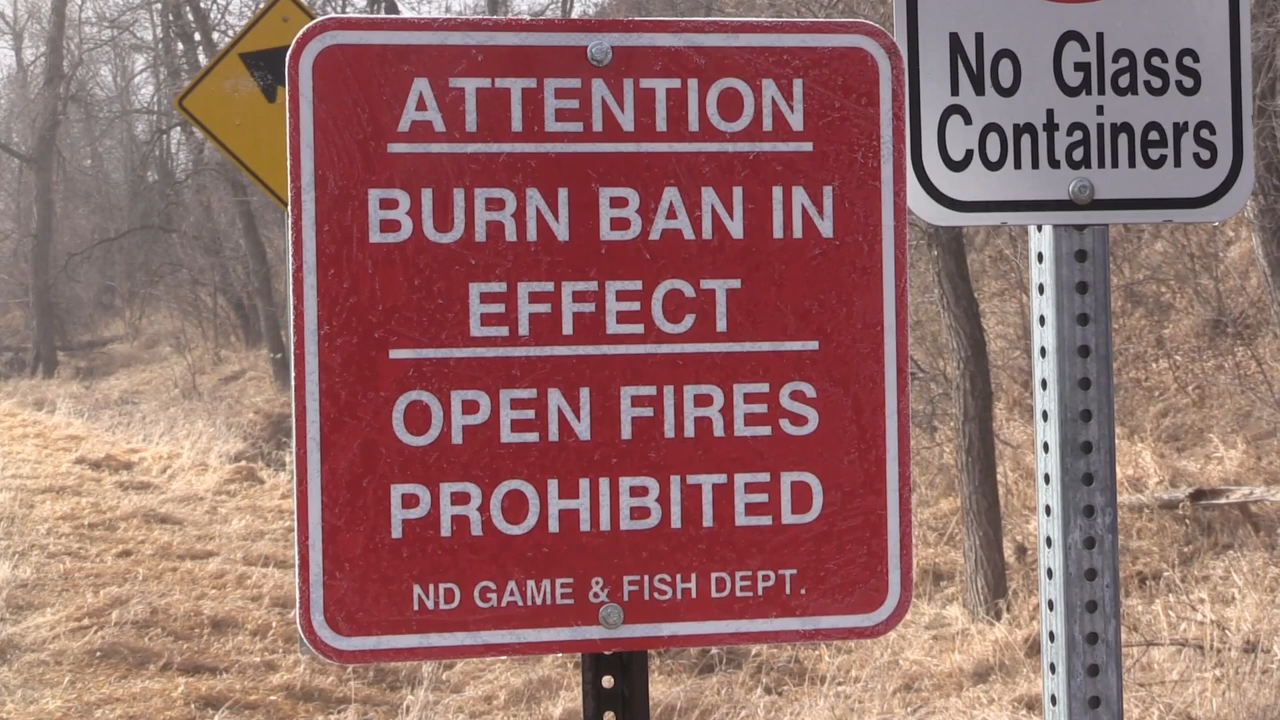 ATTENTION
BURN BAN IN
EFFECT
OPEN FIRES
PROHIBITED
ND GAME & FISH DEPT.
No Glass
Containers